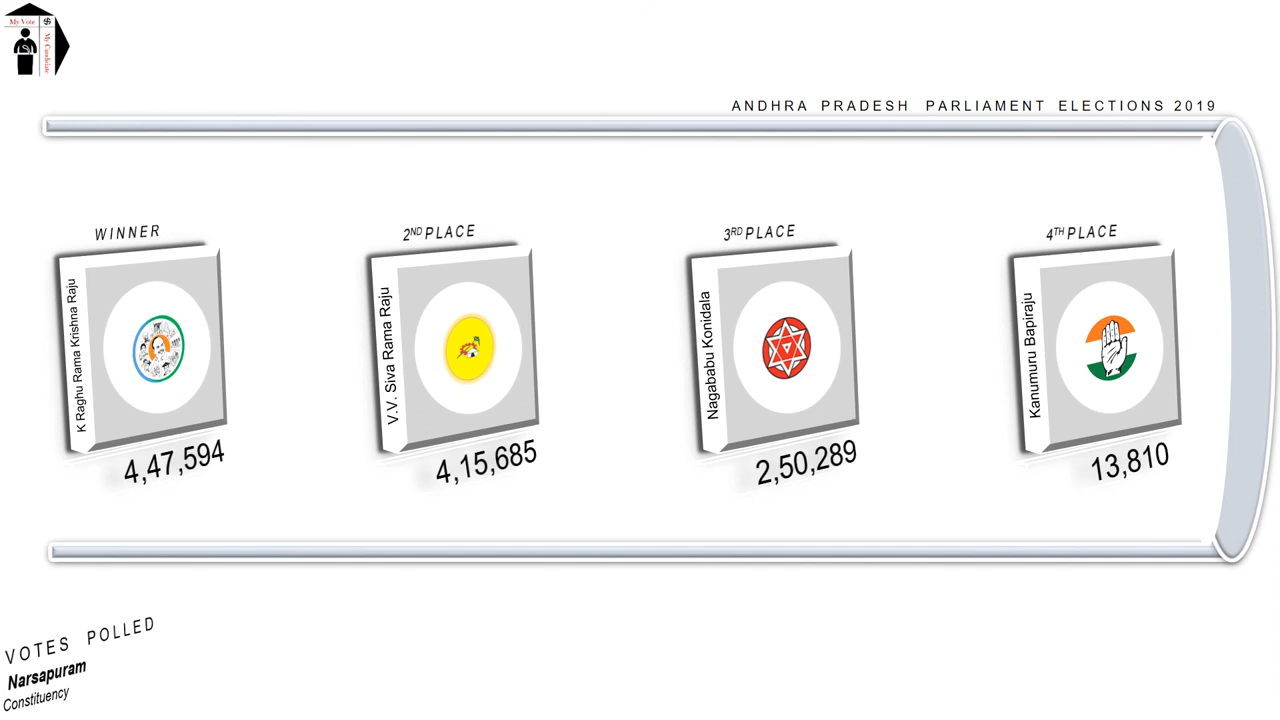 My Vote
My Candidate
ANDHRA PRADESH PARLIAMENT ELECTIONS 2019
WINNER
K Raghu Rama Krishna Raju
4,47,594
2ND PLACE
V.V. Siva Rama Raju
4,15,685
3RD PLACE
Nagababu Konidala
2,50,289
4TH PLACE
Kanumuru Bapiraju
13,810
VOTES POLLED
Narsapuram
Constituency